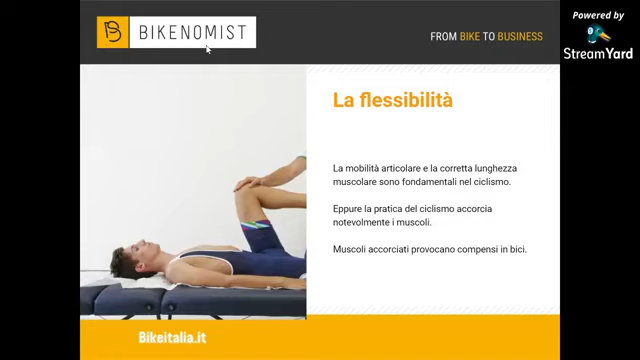 Powered by
StreamYard
BIKENOMIST
FROM BIKE TO BUSINESS
La flessibilità
La mobilità articolare e la corretta lunghezza
muscolare sono fondamentali nel ciclismo.
Eppure la pratica del ciclismo accorcia
notevolmente i muscoli.
Muscoli accorciati provocano compensi in bici.
Bikeitalia.it